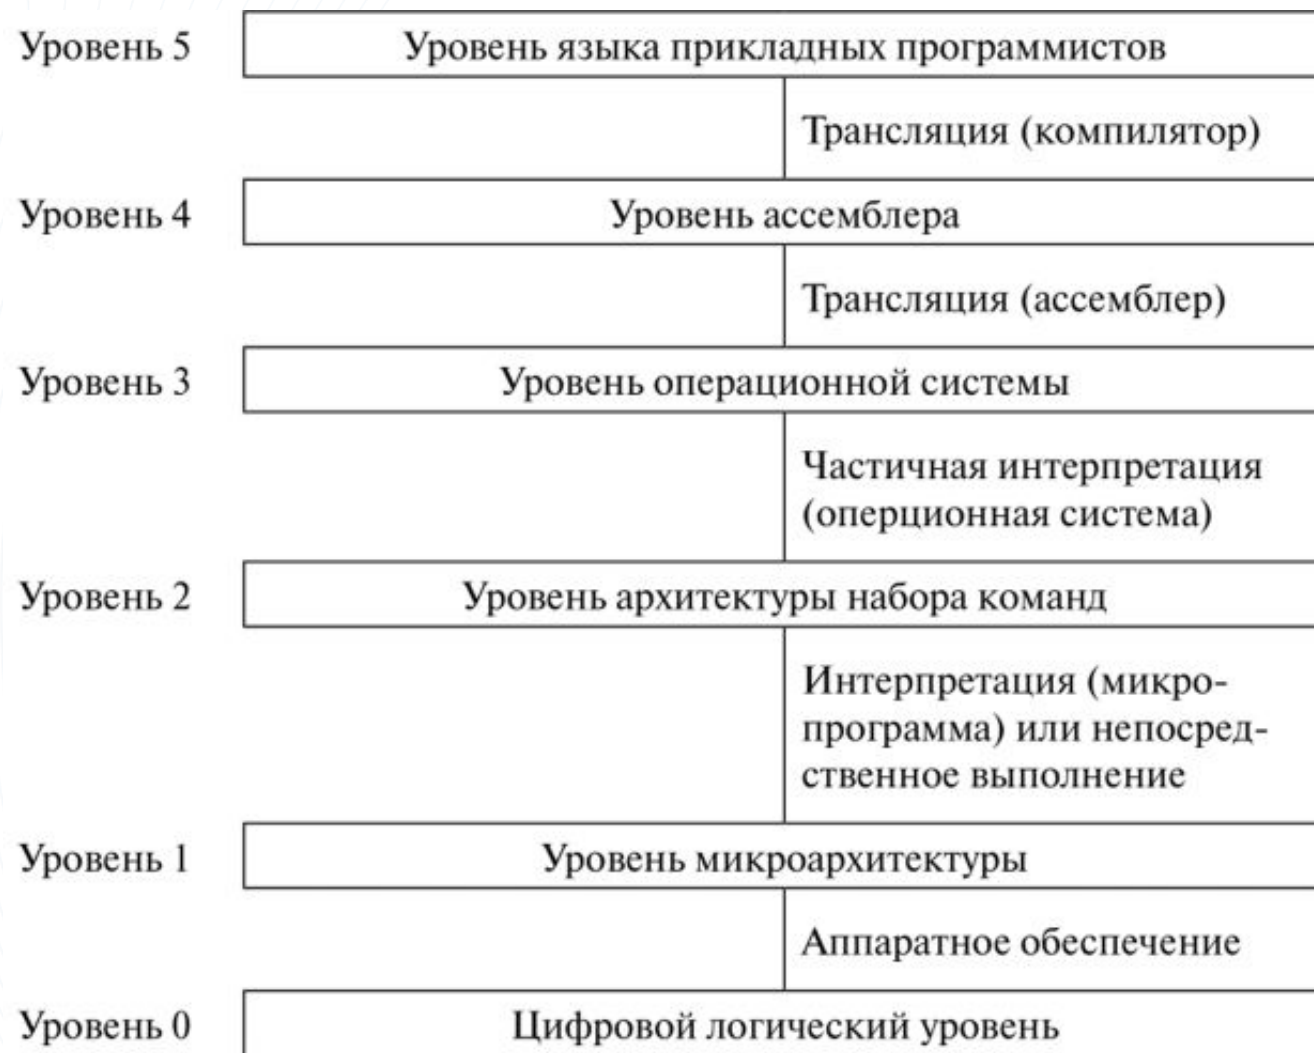 Уровень 5 Уровень языка прикладных программистов
Трансляция (компилятор)
Уровень 4 Уровень ассемблера
Трансляция (ассемблер)
Уровень 3 Уровень операционной системы
Частичная интерпретация
(оперционная система)
Уровень 2 Уровень архитектуры набора команд
Интерпретация (микро-
программа) или непосред-
ственное выполнение
Уровень 1 Уровень микроархитектуры
Аппаратное обеспечение
Уровень 0 Цифровой логический уровень